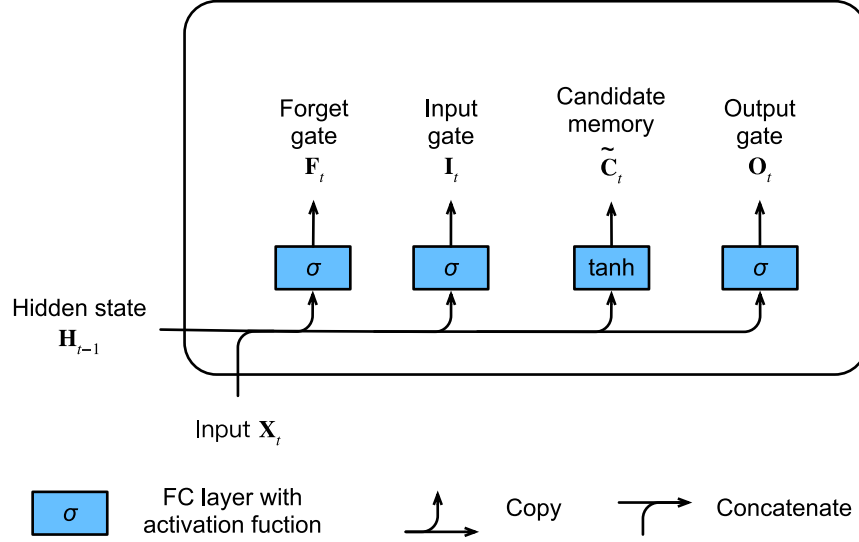 Forget
gate
F_t
Input
gate
I_t
Candidate
memory
C̃_t
Output
gate
O_t
σ
σ
tanh
σ
Hidden state
H_{t−1}
Input X_t
σ
FC layer with
activation fuction
Copy
Concatenate